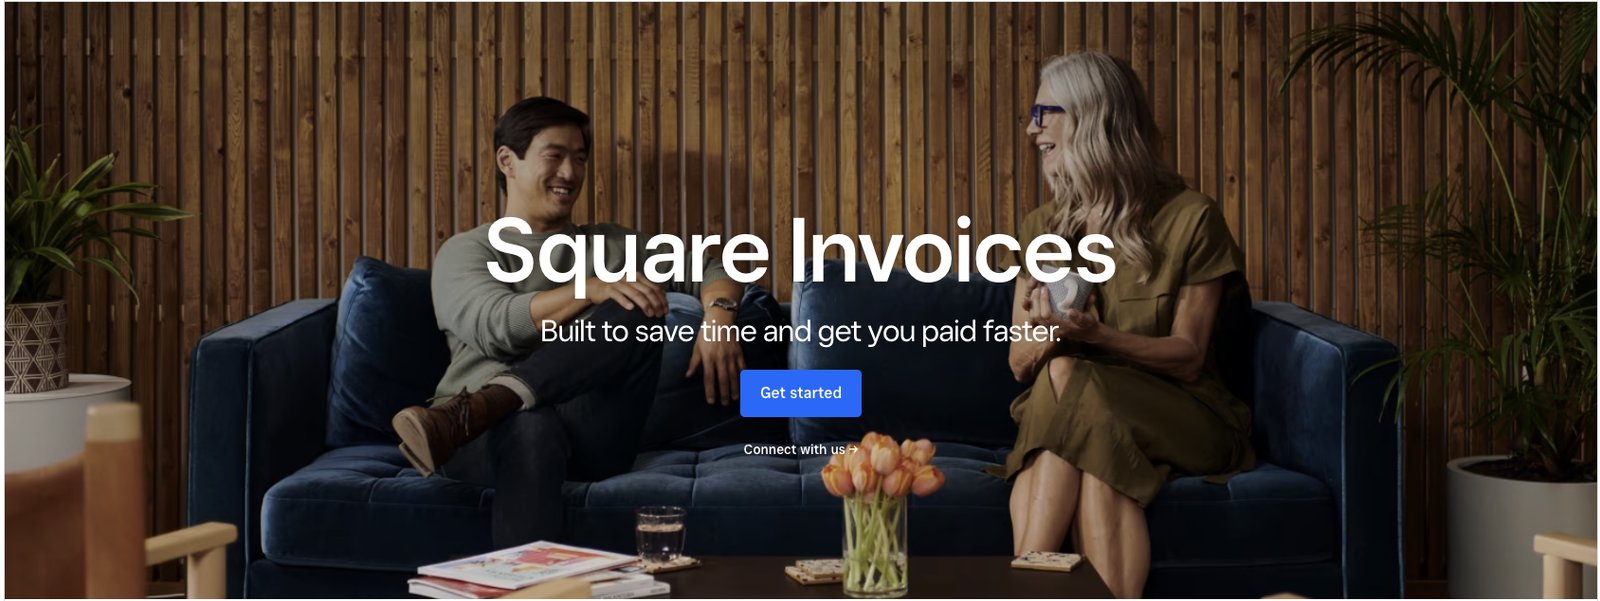 Square Invoices
Built to save time and get you paid faster.
Get started
Connect with us →